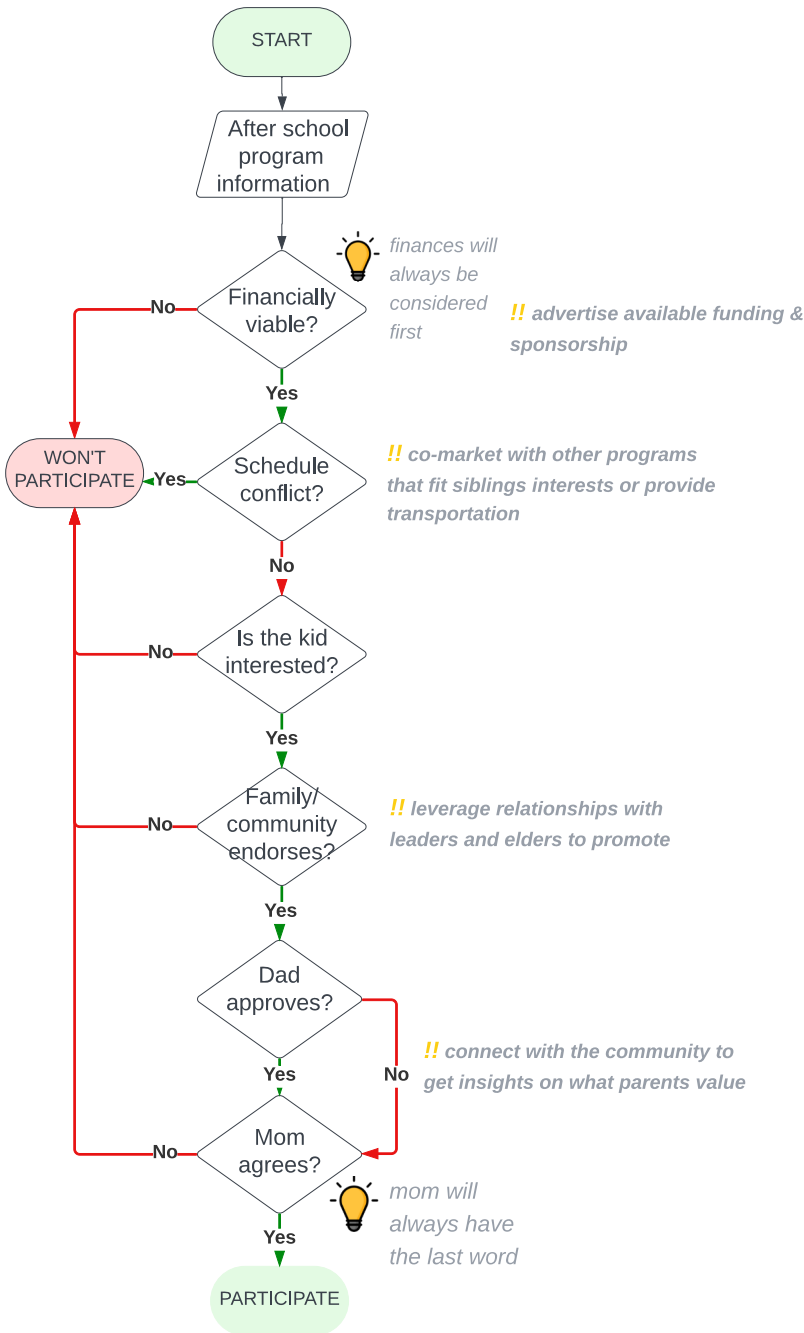 START
After school
program
information
finances will
always be
considered
first
Financially
viable?
No
!! advertise available funding &
sponsorship
Yes
WON'T
PARTICIPATE
Yes
Schedule
conflict?
!! co-market with other programs
that fit siblings interests or provide
transportation
No
Is the kid
interested?
No
Yes
Family/
community
endorses?
No
!! leverage relationships with
leaders and elders to promote
Yes
Dad
approves?
!! connect with the community to
get insights on what parents value
Yes
No
Mom
agrees?
No
mom will
always have
the last word
Yes
PARTICIPATE